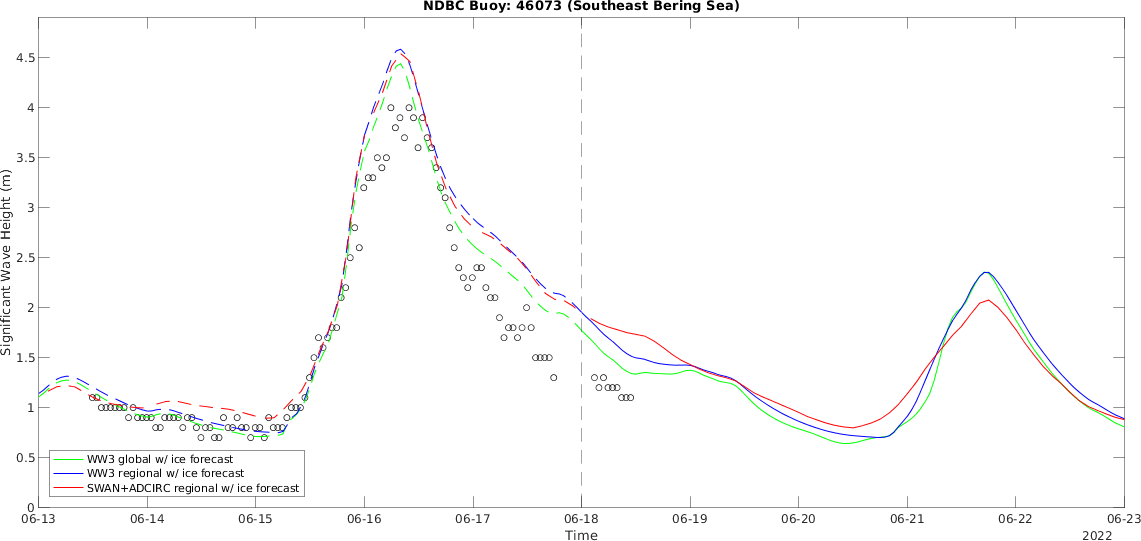 NDBC Buoy: 46073 (Southeast Bering Sea)
Significant Wave Height (m)
4.5
4
3.5
3
2.5
2
1.5
1
0.5
0
WW3 global w/ ice forecast
WW3 regional w/ ice forecast
SWAN+ADCIRC regional w/ ice forecast
06-13 06-14 06-15 06-16 06-17 06-18 06-19 06-20 06-21 06-22 06-23
Time
2022